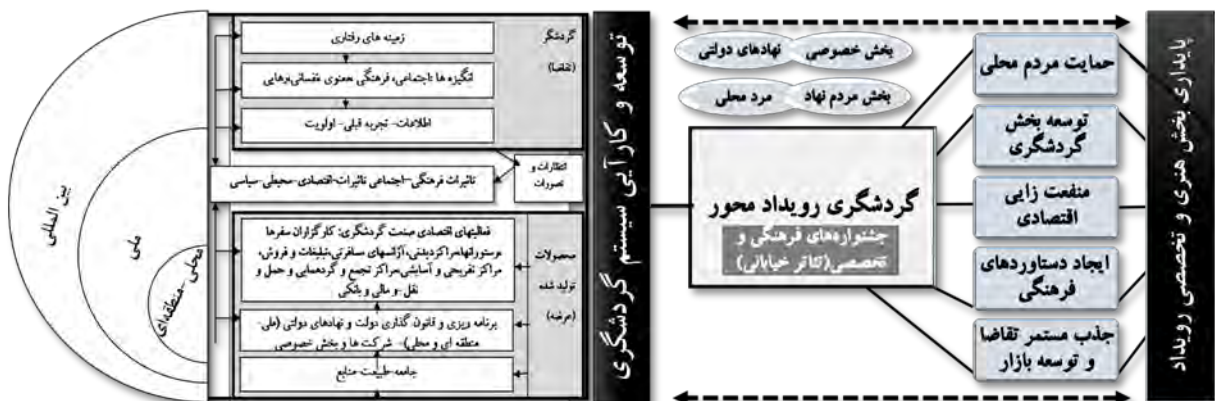 پایداری بخش هنری و تخصصی رویداد
حمایت مردم محلی
توسعه بخش
گردشگری
منفعت زایی
اقتصادی
ایجاد دستاوردهای
فرهنگی
جذب مستمر تقاضا
و توسعه بازار
بخش خصوصی
نهادهای دولتی
بخش مردم نهاد
مرد محلی
گردشگری رویداد محور
جشنواره‌های فرهنگی و
تخصصی(تئاتر خیابانی)
توسعه و کارآیی سیستم گردشگری
گردشگر
(تقاضا)
زمینه های رفتاری
انگیزه ها :اجتماعی، فرهنگی ،معنوی ،نفسانی،رهایی
اطلاعات- تجربه قبلی- اولویت
انتظارات و
تصورات
تاثیرات فرهنگی-اجتماعی تاثیرات-اقتصادی-محیطی-سیاسی
محصولات
تولید شده
(عرضه)
فعالیتهای اقتصادی صنعت گردشگری: کارگزاران سفرها
،رستورانها،مراکزدیدنی،آژانسهای مسافرتی،تبلیغات و فروش،
مراکز تفریحی و آسایشی،مراکز تجمع و گردهمایی و حمل و
نقل و مالی و بانکی
برنامه ریزی و قانون گذاری دولت و نهادهای دولتی (ملی-
منطقه ای و محلی)- شرکت ها و بخش خصوصی
جامعه-طبیعت-منابع
محلی -منطقه‌ای
ملی
بین المللی